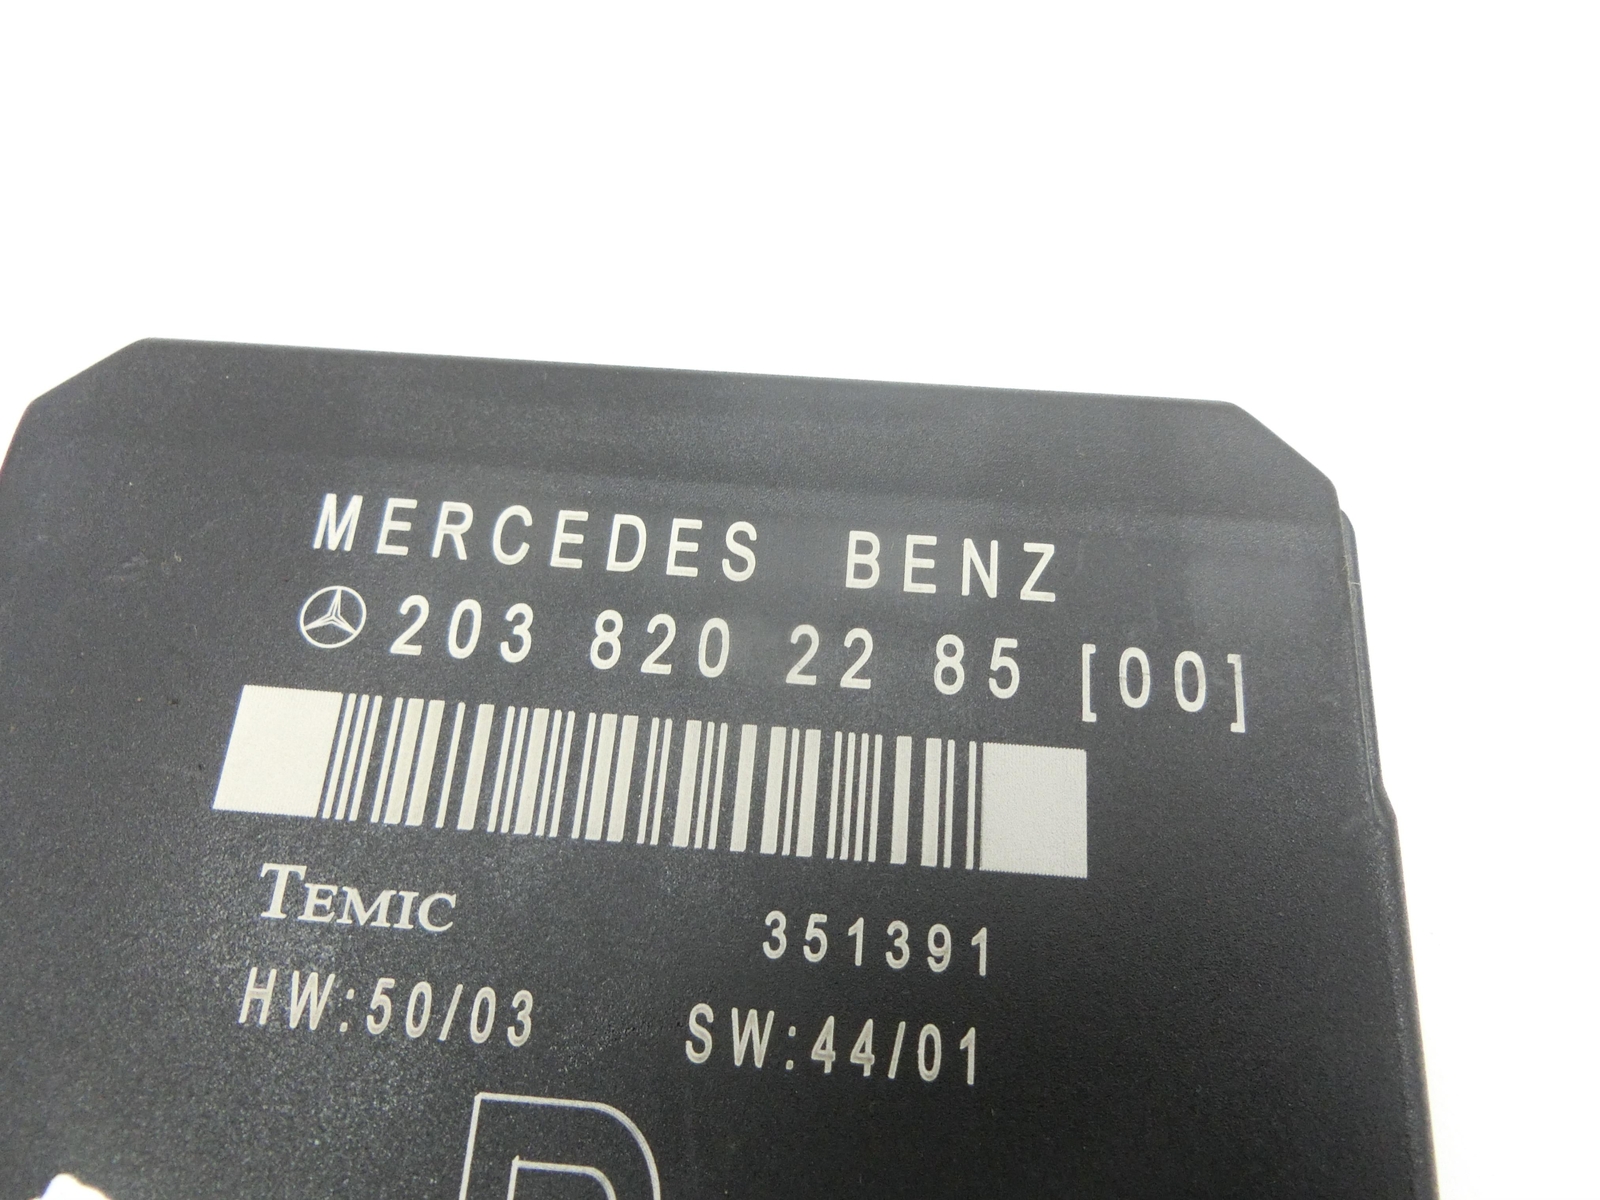 MERCEDES BENZ
203 820 22 85 [00]
TEMIC
351391
HW:50/03
SW:44/01